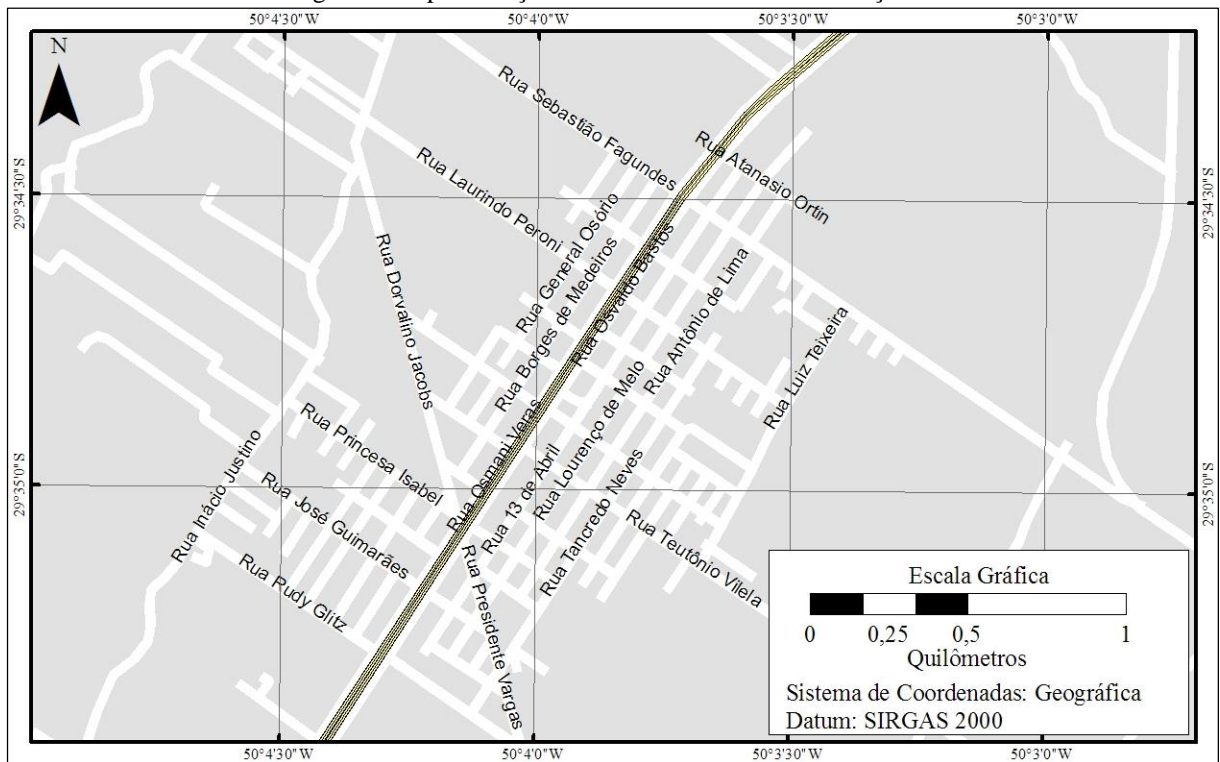 50°4'30"W
50°4'0"W
50°3'30"W
50°3'0"W
N
29°34'30"S
29°34'30"S
29°35'0"S
29°35'0"S
Rua Sebastião Fagundes
Rua Atanasio Ortin
Rua Laurindo Peroni
Rua General Osório
Rua Borges de Medeiros
Rua Osvaldo Bastos
Rua Dorvalino Jacobs
Rua Antônio de Lima
Rua Luiz Teixeira
Rua Osmani Veras
Rua Lourenço de Melo
Rua 13 de Abril
Rua Tancredo Neves
Rua Princesa Isabel
Rua Inácio Justino
Rua José Guimarães
Rua Rudy Glitz
Rua Presidente Vargas
Rua Teutônio Vilela
Escala Gráfica
0 0,25 0,5 1
Quilômetros
Sistema de Coordenadas: Geográfica
Datum: SIRGAS 2000
50°4'30"W
50°4'0"W
50°3'30"W
50°3'0"W